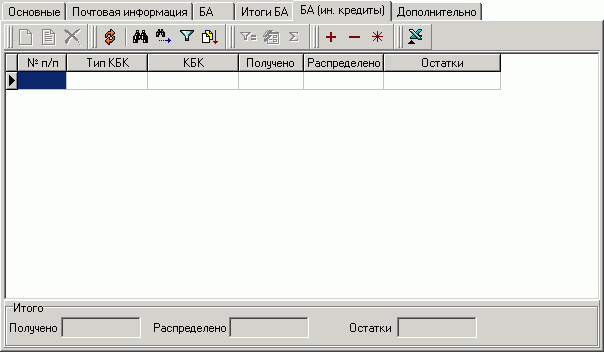 Основные Почтовая информация БА Итоги БА БА (ин. кредиты) Дополнительно
№ п/п Тип КБК КБК Получено Распределено Остатки
Итого
Получено Распределено Остатки